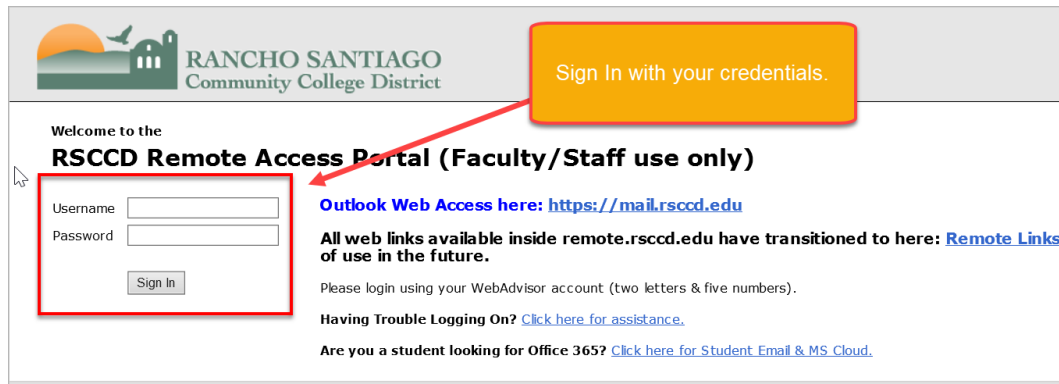 RANCHO SANTIAGO
Community College District
Sign In with your credentials.
Welcome to the
RSCCD Remote Access Portal (Faculty/Staff use only)
Username
Password
Sign In
Outlook Web Access here: https://mail.rsccd.edu
All web links available inside remote.rsccd.edu have transitioned to here: Remote Links
of use in the future.
Please login using your WebAdvisor account (two letters & five numbers).
Having Trouble Logging On? Click here for assistance.
Are you a student looking for Office 365? Click here for Student Email & MS Cloud.